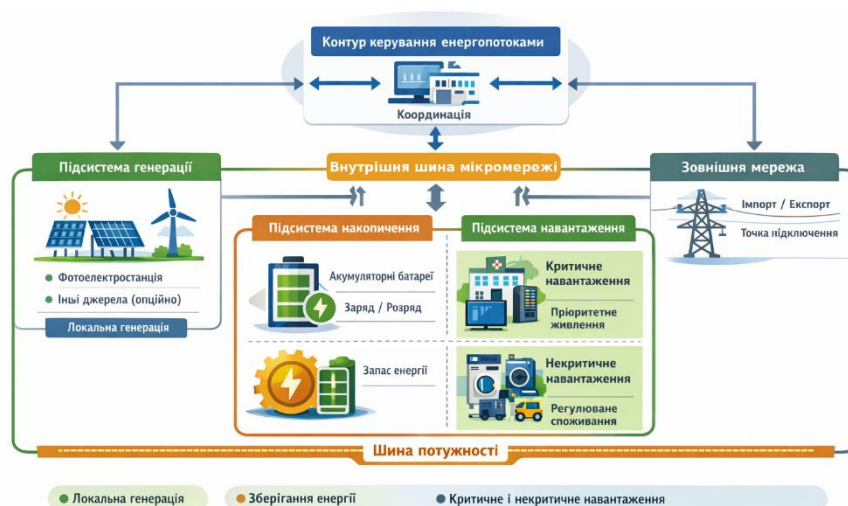 Контур керування енергопотоками
Координація
Підсистема генерації
Внутрішня шина мікромережі
Зовнішня мережа
Фотоелектростанція
Інші джерела (опційно)
Локальна генерація
Підсистема накопичення
Підсистема навантаження
Імпорт / Експорт
Точка підключення
Акумуляторні батареї
Заряд / Розряд
Критичне
навантаження
Пріоритетне
живлення
Запас енергії
Некритичне
навантаження
Регульоване
споживання
Шина потужності
Локальна генерація
Зберігання енергії
Критичне і некритичне навантаження